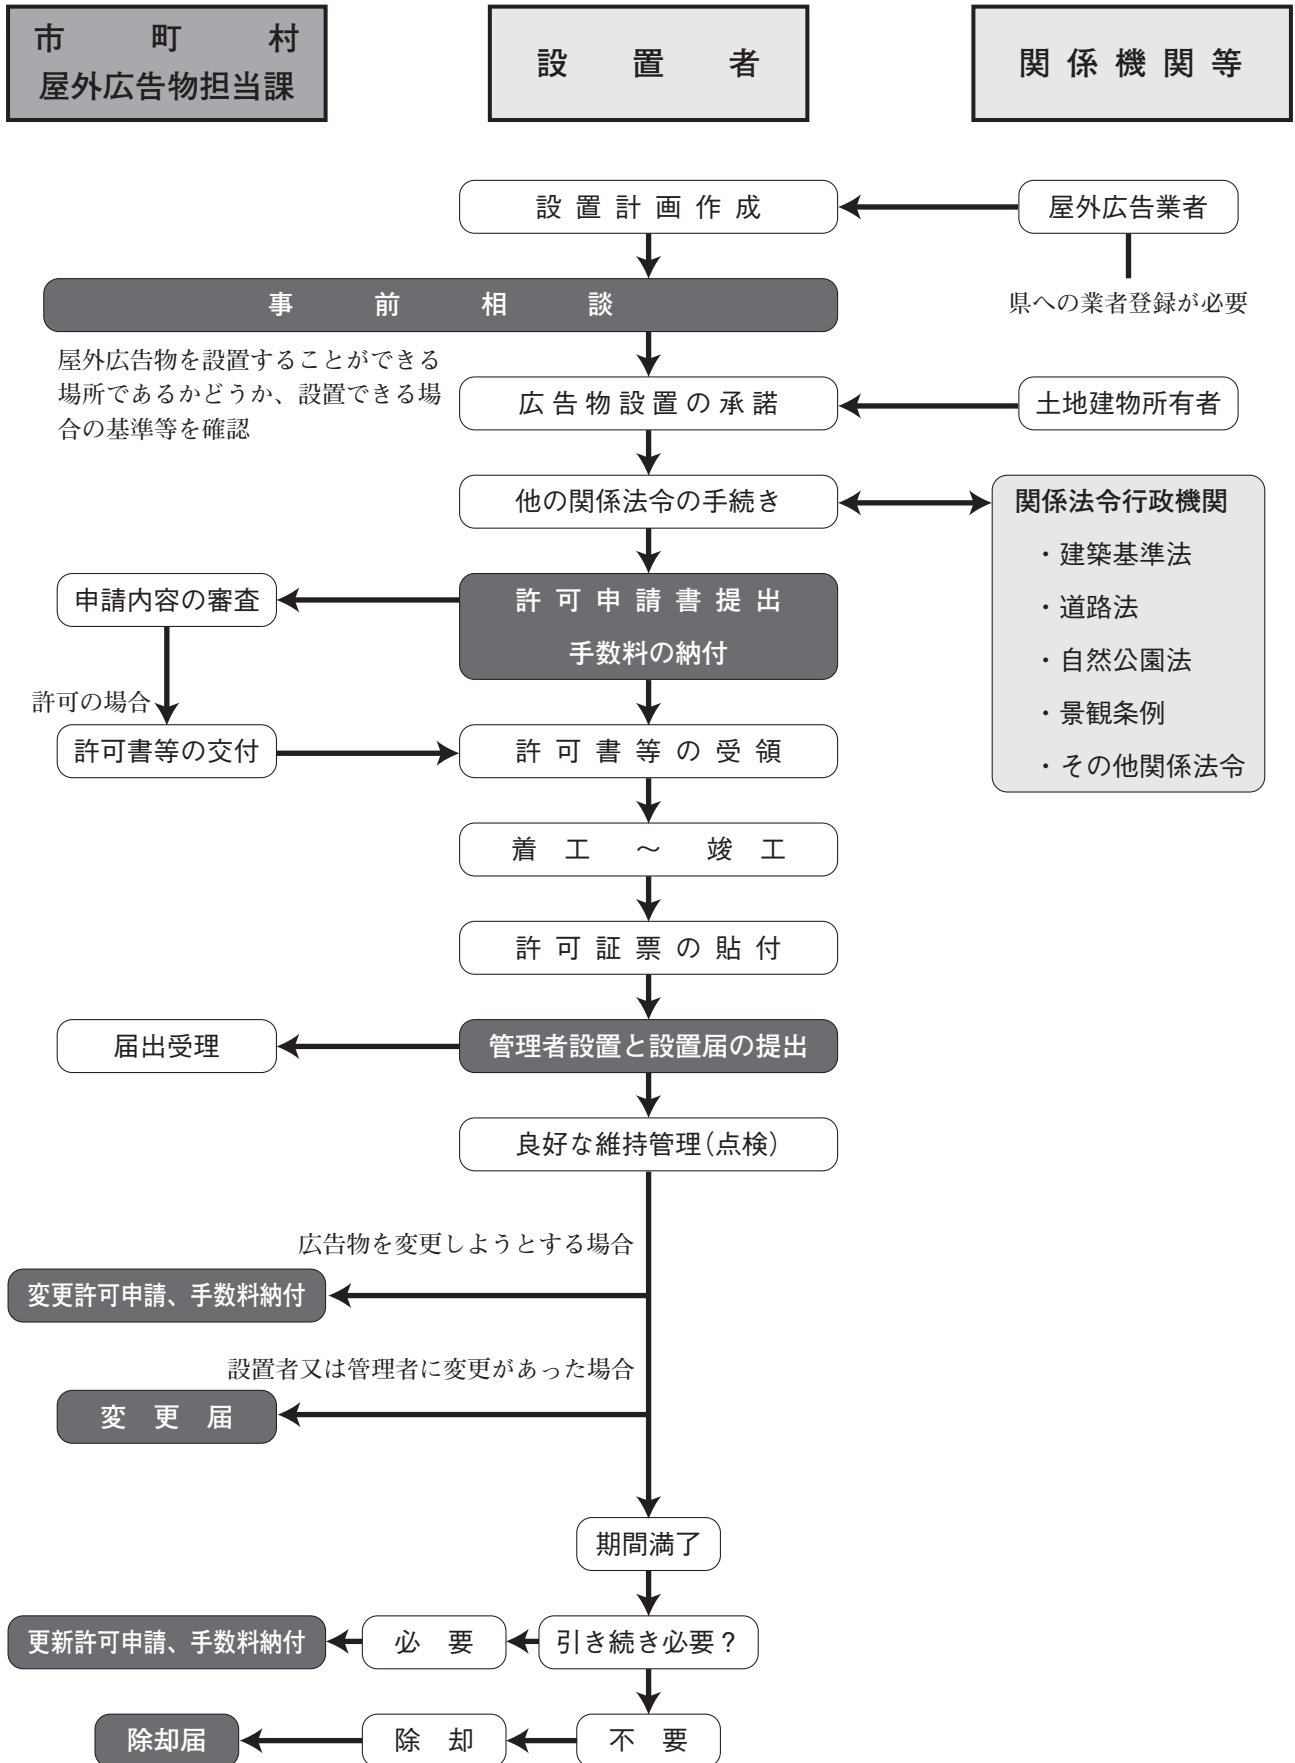 市町村
屋外広告物担当課
設置者
関係機関等
設置計画作成
屋外広告業者
県への業者登録が必要
事前相談
屋外広告物を設置することができる
場所であるかどうか、設置できる場
合の基準等を確認
広告物設置の承諾
土地建物所有者
他の関係法令の手続き
関係法令行政機関
・建築基準法
・道路法
・自然公園法
・景観条例
・その他関係法令
許可申請書提出
手数料の納付
申請内容の審査
許可の場合
許可書等の交付
許可書等の受領
着工～竣工
許可証票の貼付
管理者設置と設置届の提出
届出受理
良好な維持管理（点検）
広告物を変更しようとする場合
変更許可申請、手数料納付
設置者又は管理者に変更があった場合
変更届
期間満了
引き続き必要？
必要
更新許可申請、手数料納付
不要
除却
除却届